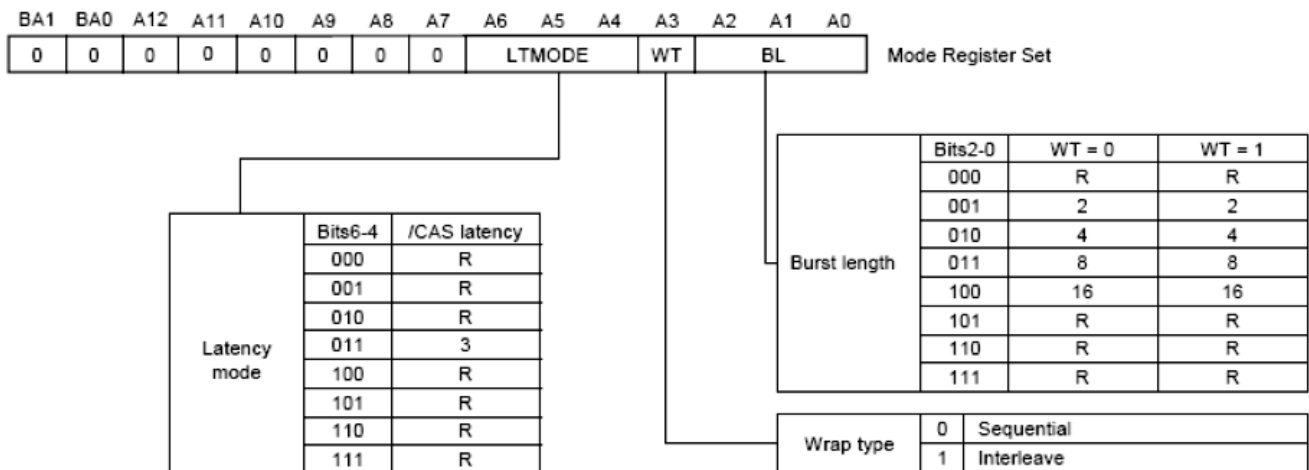 BA1 BA0 A12 A11 A10 A9 A8 A7 A6 A5 A4 A3 A2 A1 A0
0 0 0 0 0 0 0 0 LTMODE WT BL Mode Register Set
Burst length
Bits2-0 WT = 0 WT = 1
000 R R
001 2 2
010 4 4
011 8 8
100 16 16
101 R R
110 R R
111 R R
Latency
mode
Bits6-4 /CAS latency
000 R
001 R
010 R
011 3
100 R
101 R
110 R
111 R
Wrap type
0 Sequential
1 Interleave